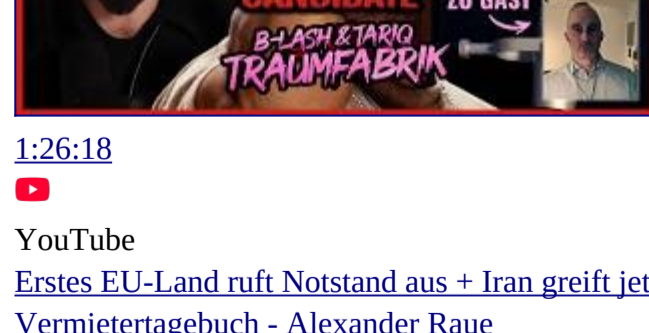 CANDIDATE
ZU GAST
B-LASH & TARIQ
TRAUMFABRIK
1:26:18
YouTube
Erstes EU-Land ruft Notstand aus + Iran greift jet
Vermietertagebuch - Alexander Raue